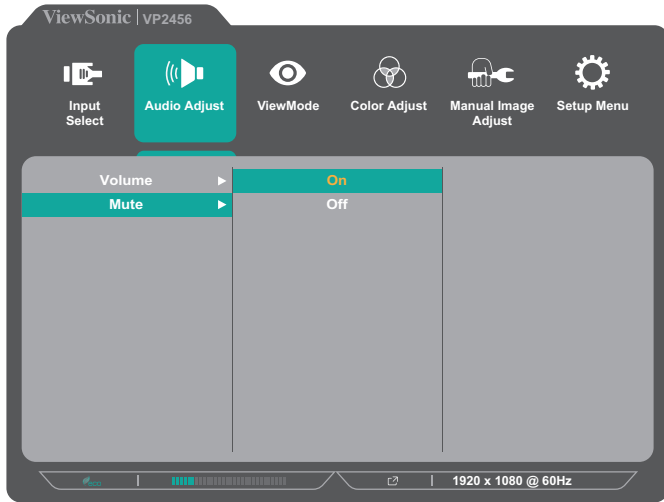 ViewSonic | VP2456
Input Select
Audio Adjust
ViewMode
Color Adjust
Manual Image Adjust
Setup Menu
Volume
On
Mute
Off
eco
1920 x 1080 @ 60Hz